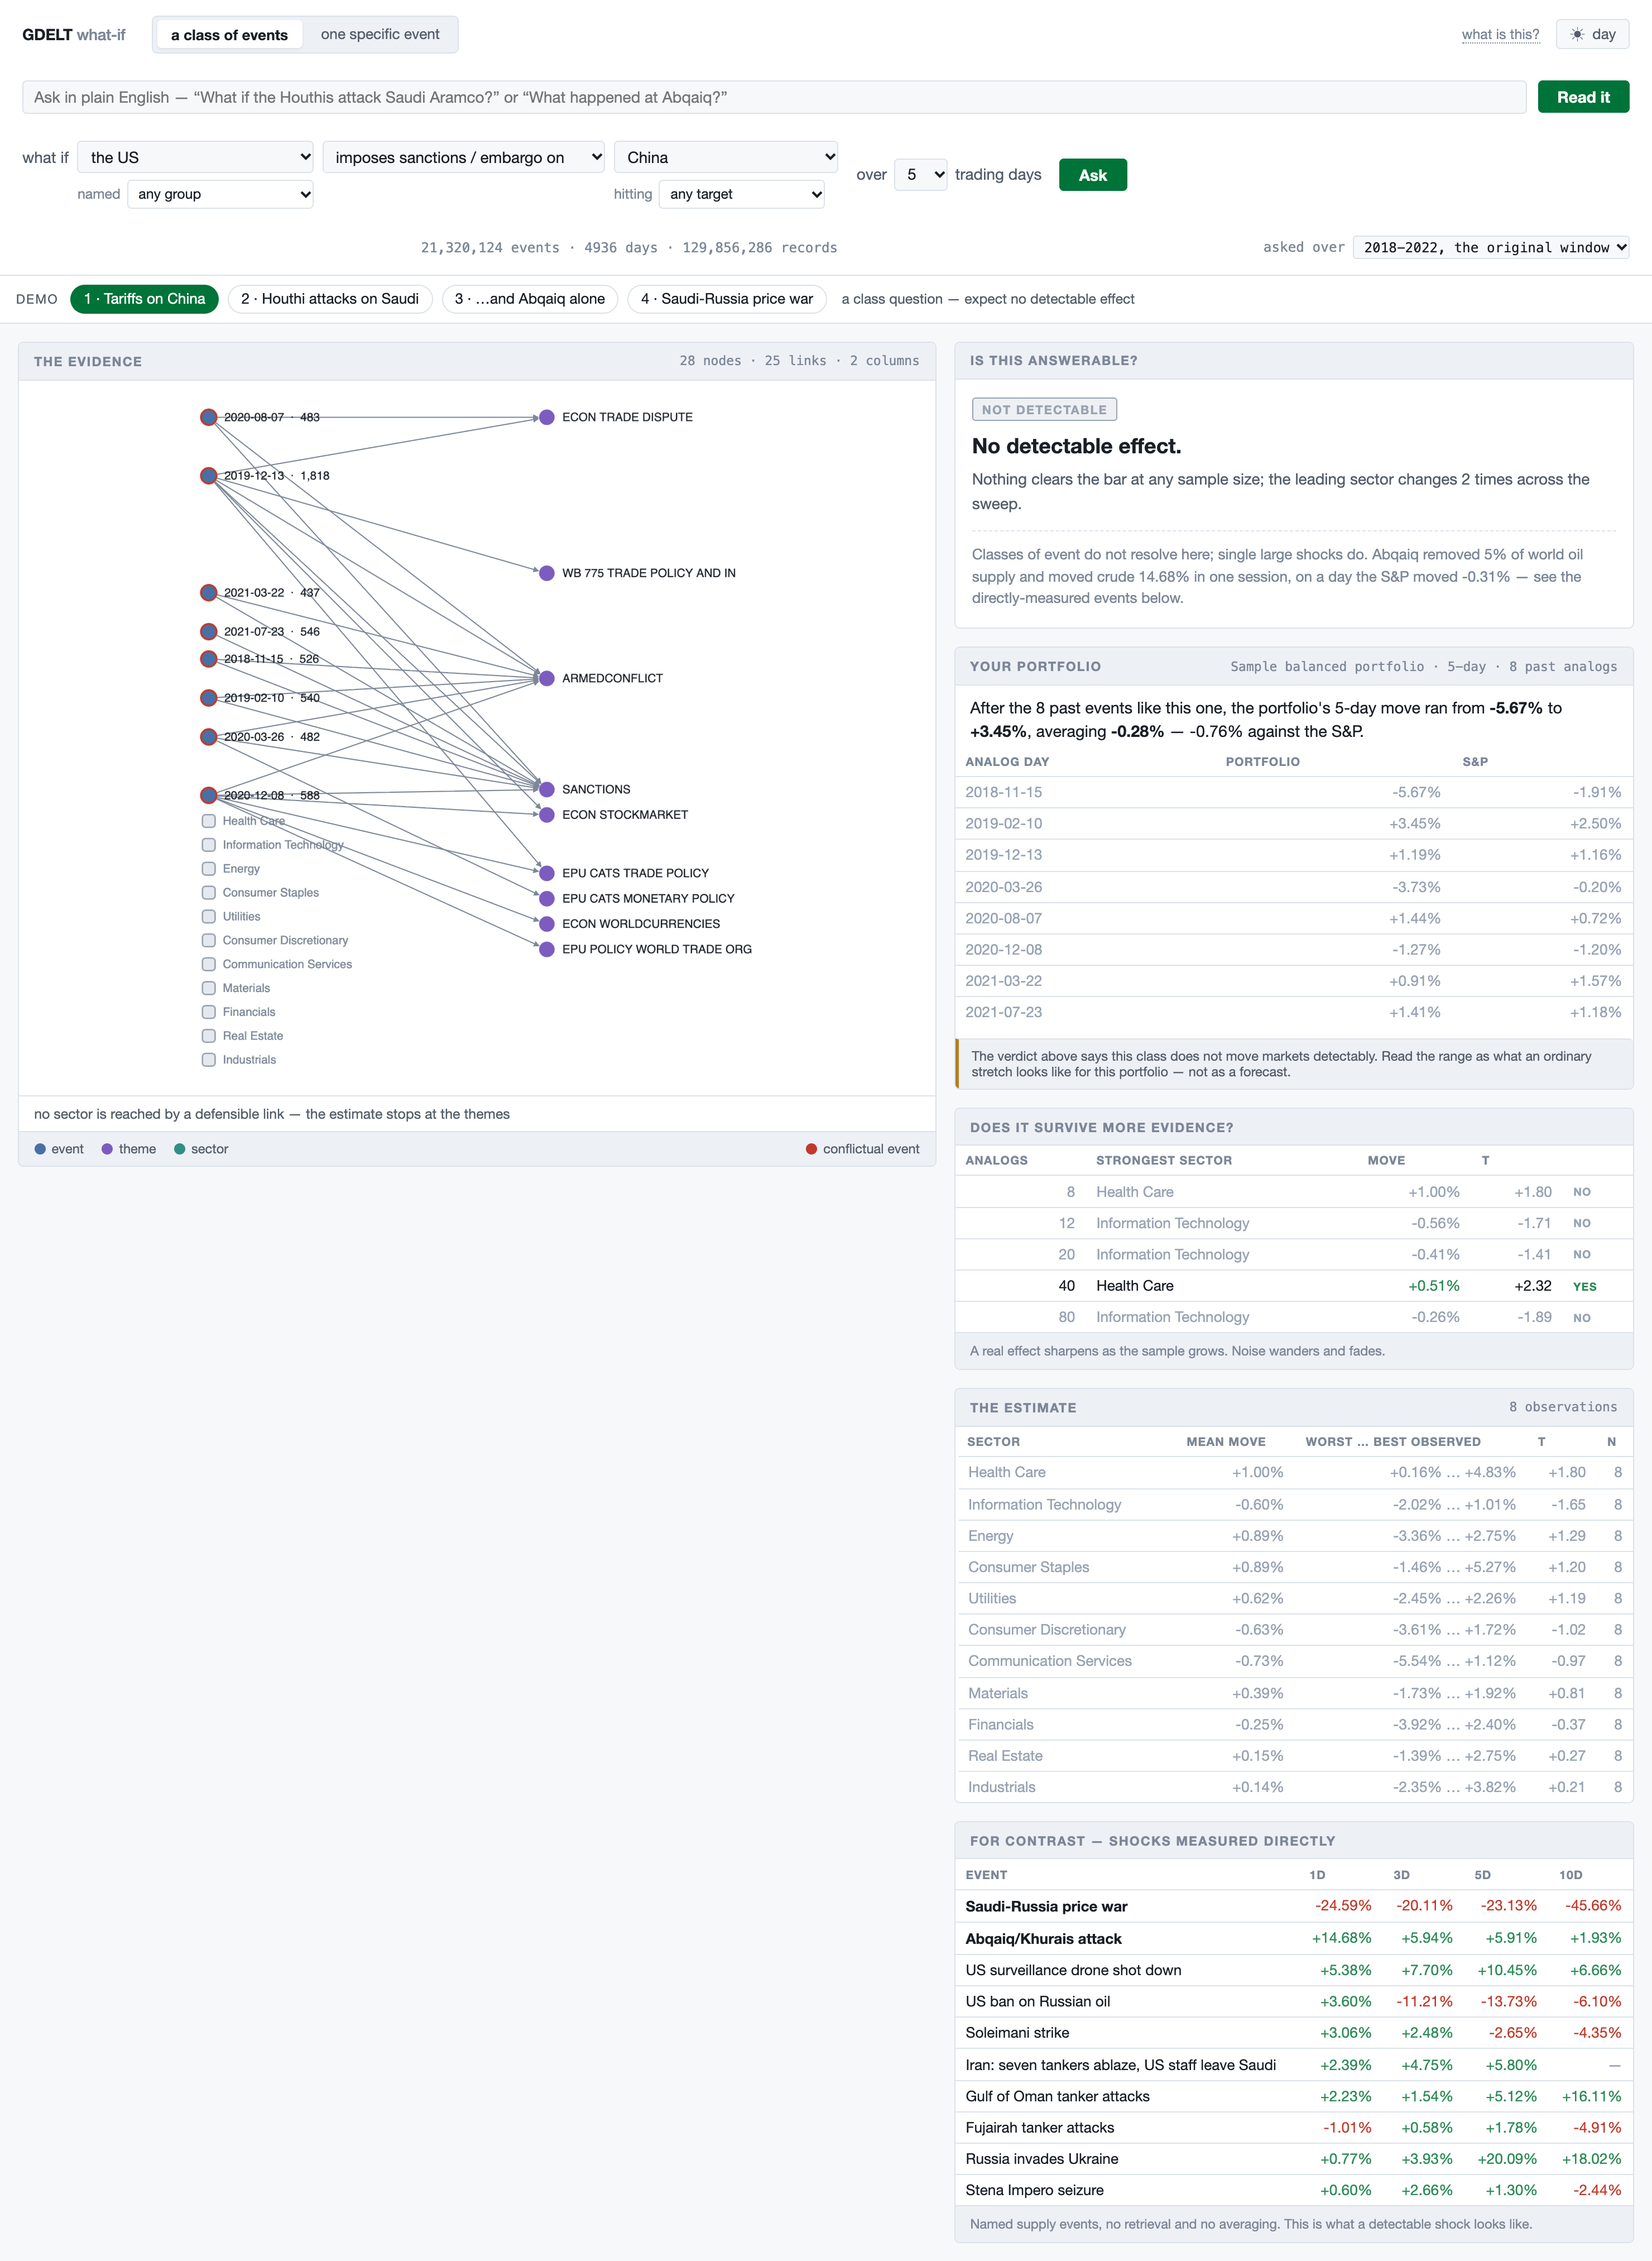 GDELT what-if
a class of events
one specific event
what is this?
☀ day
Ask in plain English — “What if the Houthis attack Saudi Aramco?” or “What happened at Abqaiq?”
Read it
what if
the US
imposes sanctions / embargo on
China
over 5 trading days
Ask
named any group
hitting any target
21,320,124 events · 4936 days · 129,856,286 records
asked over 2018–2022, the original window
DEMO
1 · Tariffs on China
2 · Houthi attacks on Saudi
3 · …and Abqaiq alone
4 · Saudi-Russia price war
a class question — expect no detectable effect
THE EVIDENCE
28 nodes · 25 links · 2 columns
2020-08-07 · 483
ECON TRADE DISPUTE
2019-12-13 · 1,818
WB 775 TRADE POLICY AND IN
2021-03-22 · 437
2021-07-23 · 546
2018-11-15 · 526
ARMEDCONFLICT
2019-02-10 · 540
2020-03-26 · 482
SANCTIONS
2020-12-08 · 588
ECON STOCKMARKET
Health Care
Information Technology
Energy
EPU CATS TRADE POLICY
Consumer Staples
EPU CATS MONETARY POLICY
Utilities
ECON WORLDCURRENCIES
Consumer Discretionary
EPU POLICY WORLD TRADE ORG
Communication Services
Materials
Financials
Real Estate
Industrials
no sector is reached by a defensible link — the estimate stops at the themes
event
theme
sector
conflictual event
IS THIS ANSWERABLE?
NOT DETECTABLE
No detectable effect.
Nothing clears the bar at any sample size; the leading sector changes 2 times across the
sweep.
Classes of event do not resolve here; single large shocks do. Abqaiq removed 5% of world oil
supply and moved crude 14.68% in one session, on a day the S&P moved -0.31% — see the
directly-measured events below.
YOUR PORTFOLIO
Sample balanced portfolio · 5-day · 8 past analogs
After the 8 past events like this one, the portfolio's 5-day move ran from -5.67% to
+3.45%, averaging -0.28% — -0.76% against the S&P.
ANALOG DAY PORTFOLIO S&P
2018-11-15 -5.67% -1.91%
2019-02-10 +3.45% +2.50%
2019-12-13 +1.19% +1.16%
2020-03-26 -3.73% -0.20%
2020-08-07 +1.44% +0.72%
2020-12-08 -1.27% -1.20%
2021-03-22 +0.91% +1.57%
2021-07-23 +1.41% +1.18%
The verdict above says this class does not move markets detectably. Read the range as what an ordinary
stretch looks like for this portfolio — not as a forecast.
DOES IT SURVIVE MORE EVIDENCE?
ANALOGS STRONGEST SECTOR MOVE T
8 Health Care +1.00% +1.80 NO
12 Information Technology -0.56% -1.71 NO
20 Information Technology -0.41% -1.41 NO
40 Health Care +0.51% +2.32 YES
80 Information Technology -0.26% -1.89 NO
A real effect sharpens as the sample grows. Noise wanders and fades.
THE ESTIMATE
8 observations
SECTOR MEAN MOVE WORST … BEST OBSERVED T N
Health Care +1.00% +0.16% … +4.83% +1.80 8
Information Technology -0.60% -2.02% … +1.01% -1.65 8
Energy +0.89% -3.36% … +2.75% +1.29 8
Consumer Staples +0.89% -1.46% … +5.27% +1.20 8
Utilities +0.62% -2.45% … +2.26% +1.19 8
Consumer Discretionary -0.63% -3.61% … +1.72% -1.02 8
Communication Services -0.73% -5.54% … +1.12% -0.97 8
Materials +0.39% -1.73% … +1.92% +0.81 8
Financials -0.25% -3.92% … +2.40% -0.37 8
Real Estate +0.15% -1.39% … +2.75% +0.27 8
Industrials +0.14% -2.35% … +3.82% +0.21 8
FOR CONTRAST — SHOCKS MEASURED DIRECTLY
EVENT 1D 3D 5D 10D
Saudi-Russia price war -24.59% -20.11% -23.13% -45.66%
Abqaiq/Khurais attack +14.68% +5.94% +5.91% +1.93%
US surveillance drone shot down +5.38% +7.70% +10.45% +6.66%
US ban on Russian oil +3.60% -11.21% -13.73% -6.10%
Soleimani strike +3.06% +2.48% -2.65% -4.35%
Iran: seven tankers ablaze, US staff leave Saudi +2.39% +4.75% +5.80% —
Gulf of Oman tanker attacks +2.23% +1.54% +5.12% +16.11%
Fujairah tanker attacks -1.01% +0.58% +1.78% -4.91%
Russia invades Ukraine +0.77% +3.93% +20.09% +18.02%
Stena Impero seizure +0.60% +2.66% +1.30% -2.44%
Named supply events, no retrieval and no averaging. This is what a detectable shock looks like.